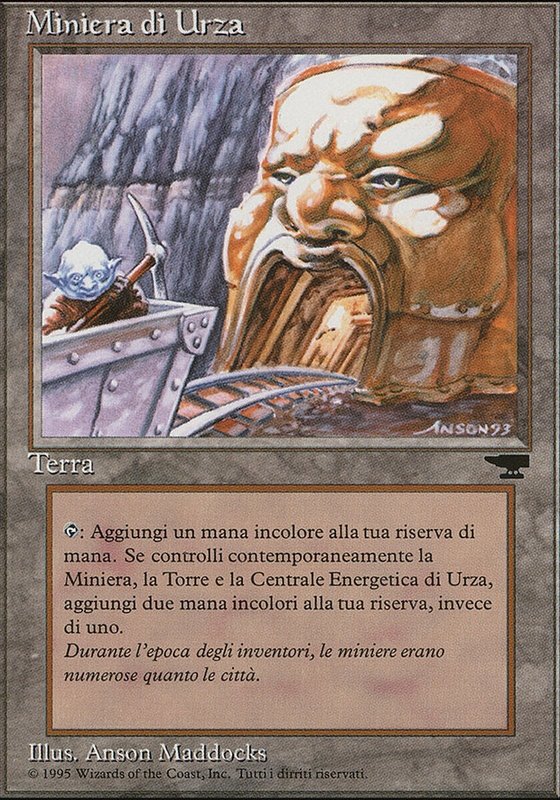 Miniera di Urza
ANSON93
Terra
: Aggiungi un mana incolore alla tua riserva di
mana. Se controlli contemporaneamente la
Miniera, la Torre e la Centrale Energetica di Urza,
aggiungi due mana incolori alla tua riserva, invece
di uno.
Durante l'epoca degli inventori, le miniere erano
numerose quanto le città.
Illus. Anson Maddocks
© 1995 Wizards of the Coast, Inc. Tutti i dirriti riservati.